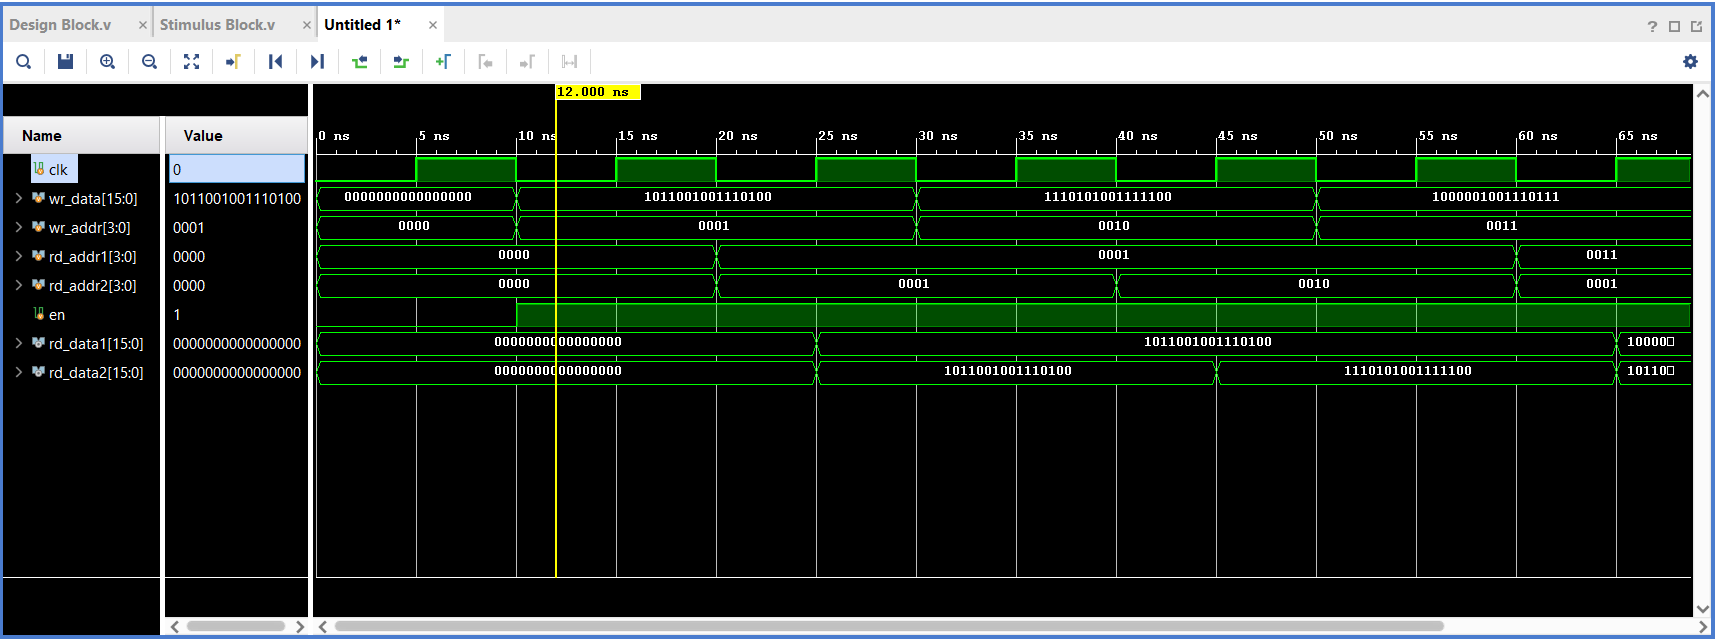 Design Block.v × Stimulus Block.v × Untitled 1* ×
?
12.000 ns
Name Value 0 ns 5 ns 10 ns 15 ns 20 ns 25 ns 30 ns 35 ns 40 ns 45 ns 50 ns 55 ns 60 ns 65 ns
clk 0
wr_data[15:0] 1011001001110100 0000000000000000 1011001001110100 1110101001111100 1000001001110111
wr_addr[3:0] 0001 0000 0001 0010 0011
rd_addr1[3:0] 0000 0000 0001 0011
rd_addr2[3:0] 0000 0000 0001 0010 0001
en 1
rd_data1[15:0] 0000000000000000 0000000000000000 1011001001110100 10000
rd_data2[15:0] 0000000000000000 0000000000000000 1011001001110100 1110101001111100 10110